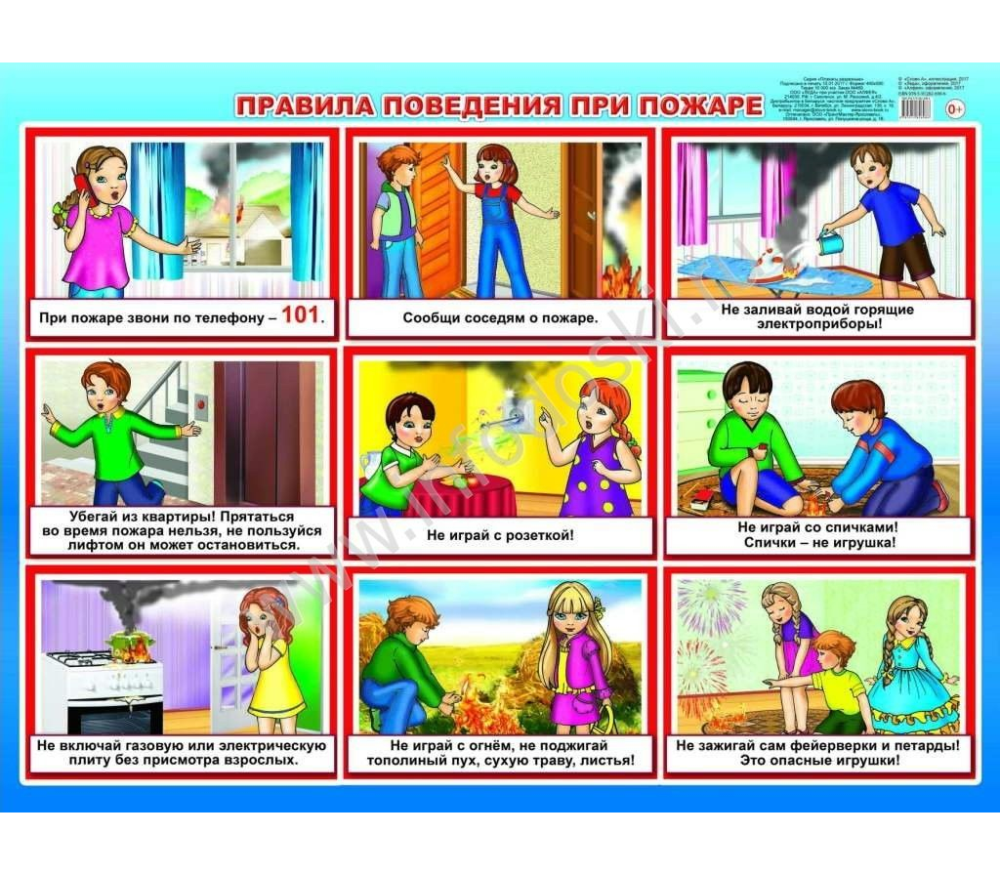 ПРАВИЛА ПОВЕДЕНИЯ ПРИ ПОЖАРЕ
0+
При пожаре звони по телефону – 101.
Сообщи соседям о пожаре.
Не заливай водой горящие
электроприборы!
Убегай из квартиры! Прятаться
во время пожара нельзя, не пользуйся
лифтом он может остановиться.
Не играй с розеткой!
Не играй со спичками!
Спички – не игрушка!
Не включай газовую или электрическую
плиту без присмотра взрослых.
Не играй с огнём, не поджигай
тополиный пух, сухую траву, листья!
Не зажигай сам фейерверки и петарды!
Это опасные игрушки!
www.infodoski.ru